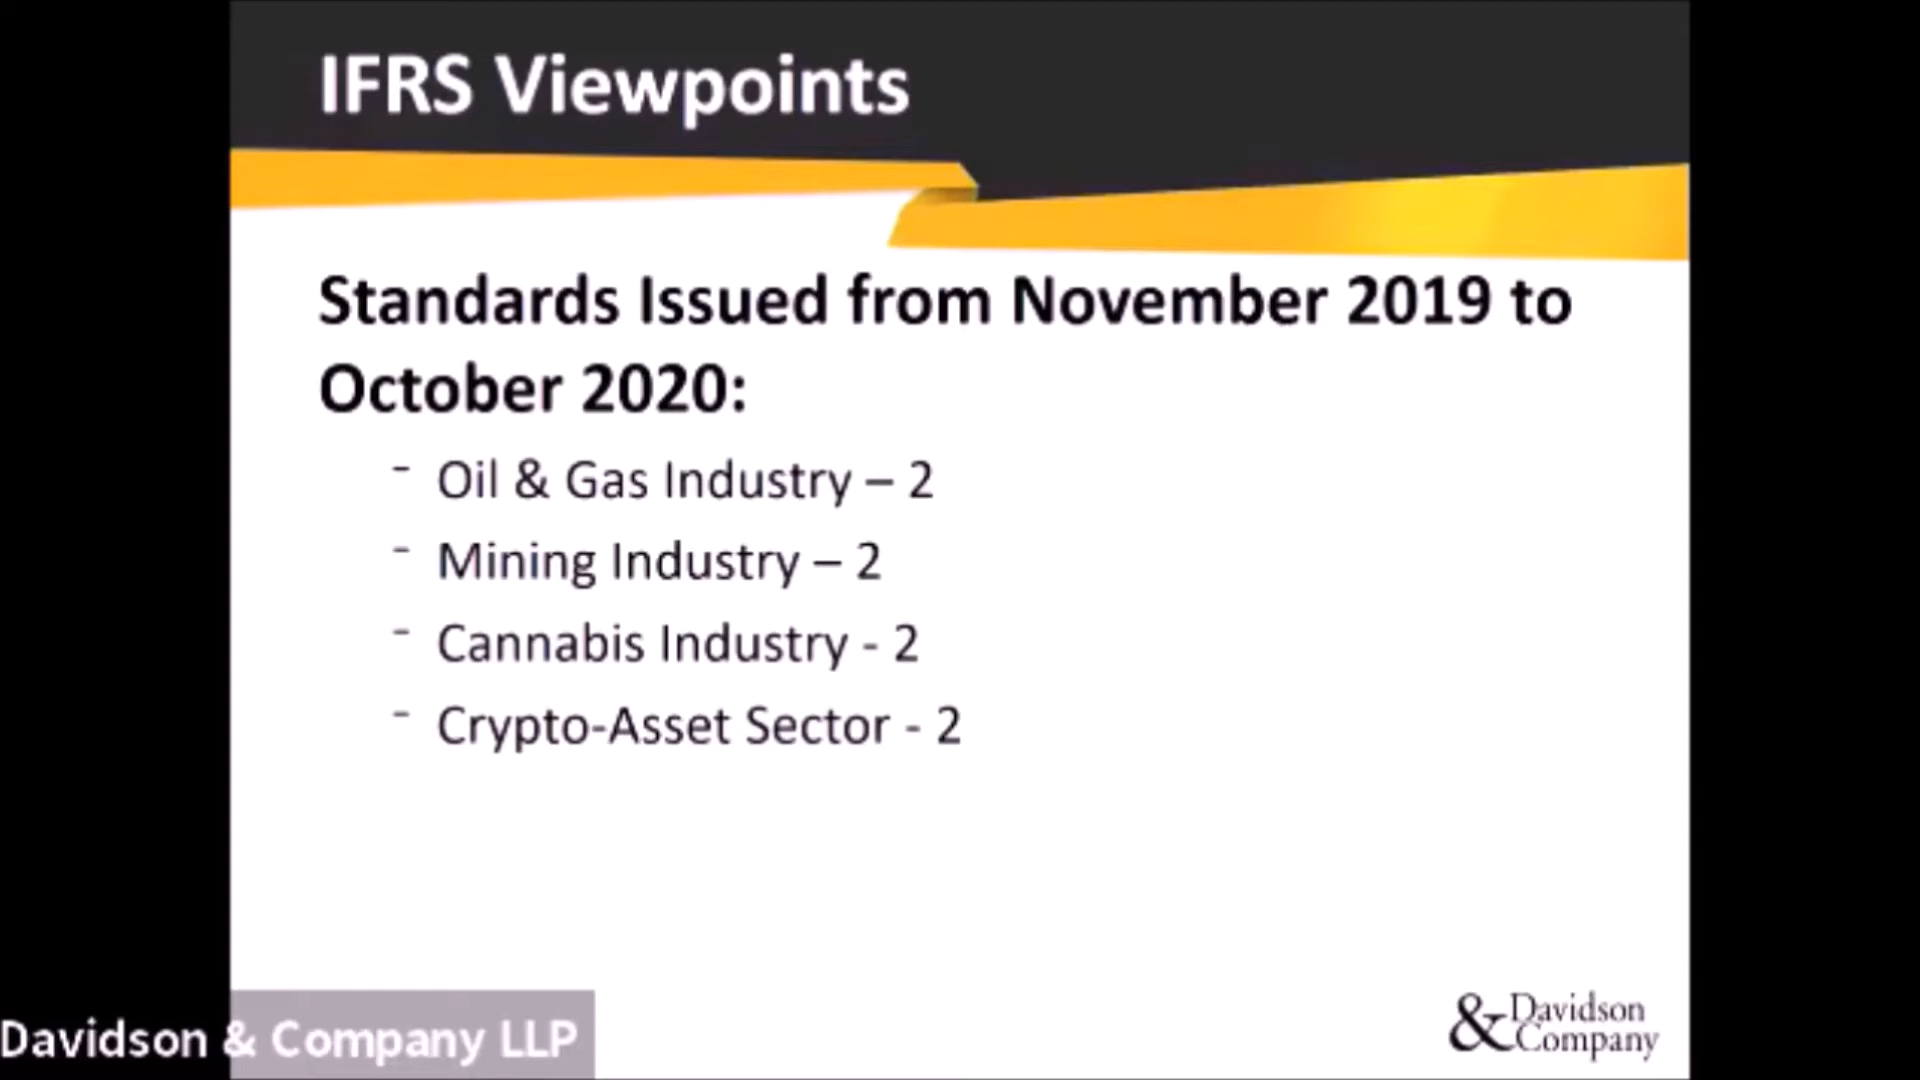 IFRS Viewpoints
Standards Issued from November 2019 to
October 2020:
- Oil & Gas Industry – 2
- Mining Industry – 2
- Cannabis Industry - 2
- Crypto-Asset Sector - 2
Davidson & Company LLP
& Davidson
Company